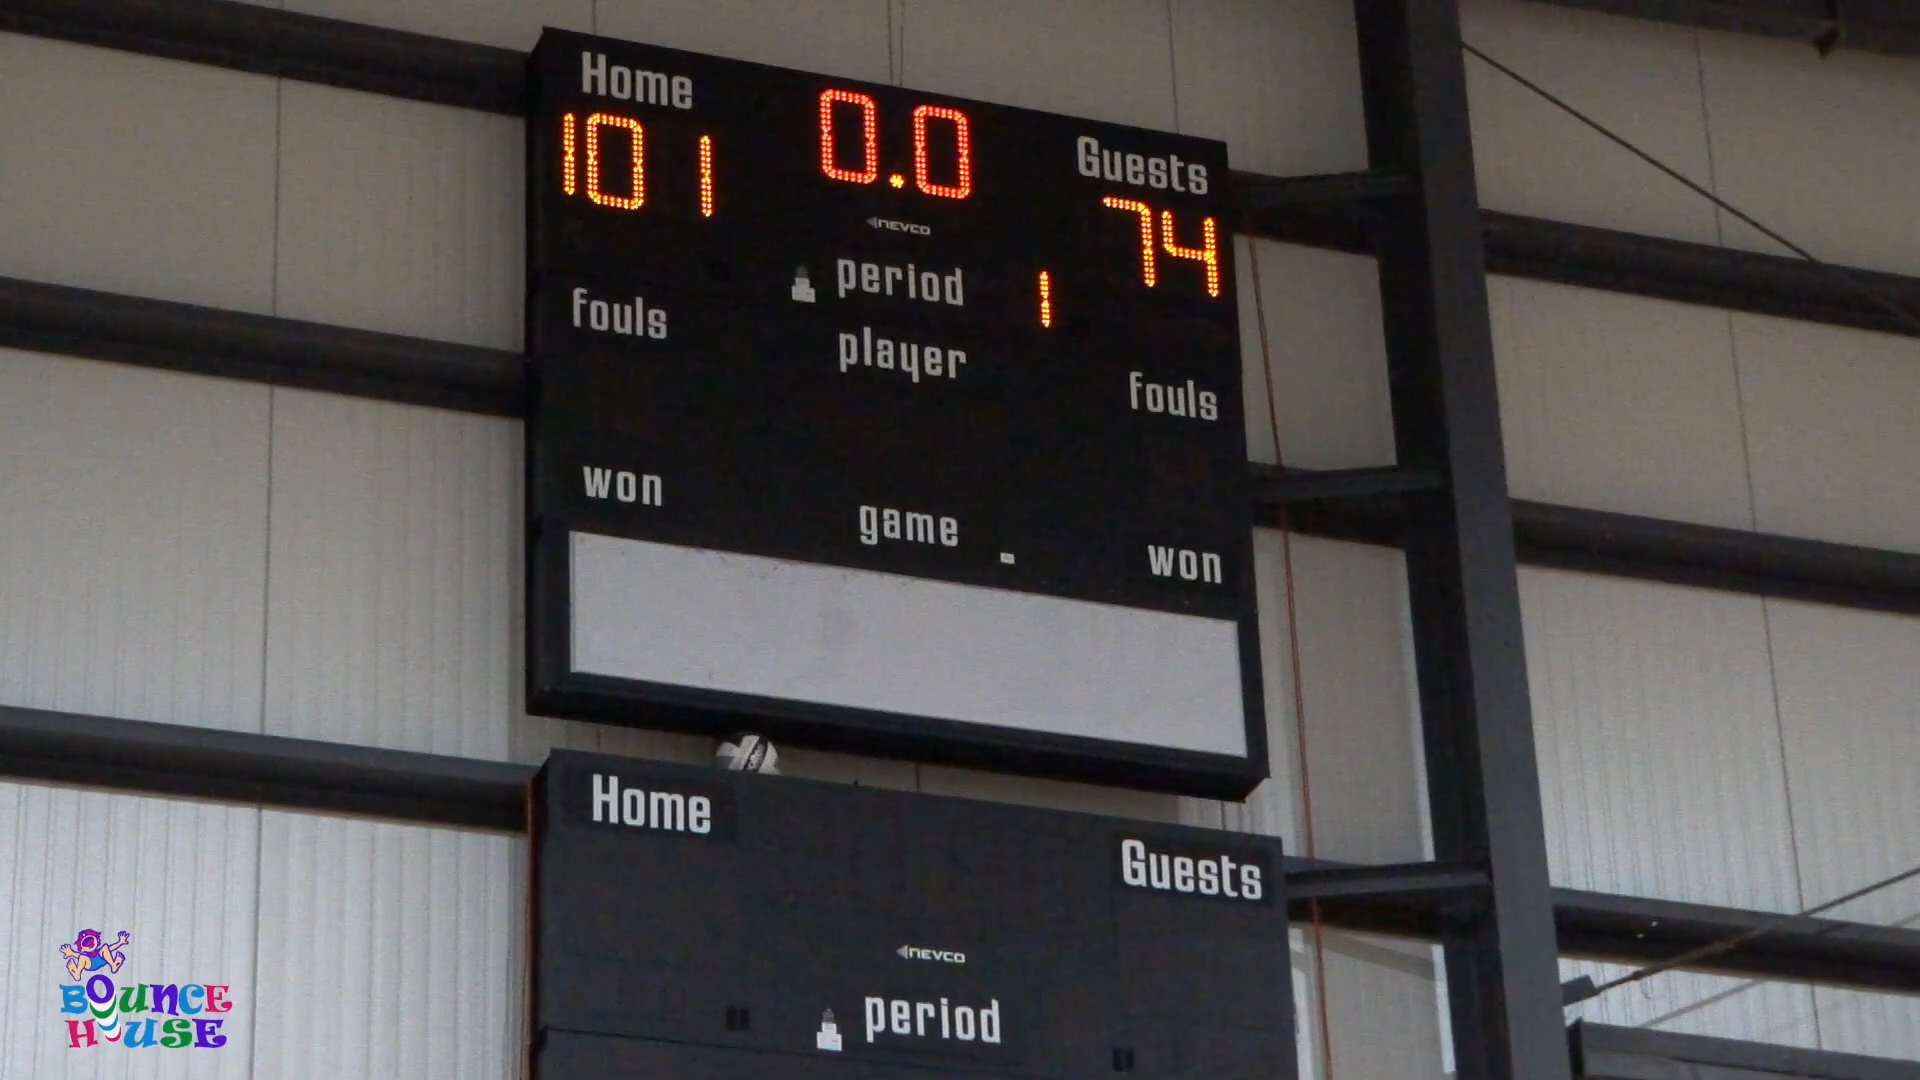 Home
101
0.0
Guests
74
NEVCO
period
1
fouls
player
fouls
won
game
won
Home
Guests
NEVCO
period
BOUNCE
HOUSE